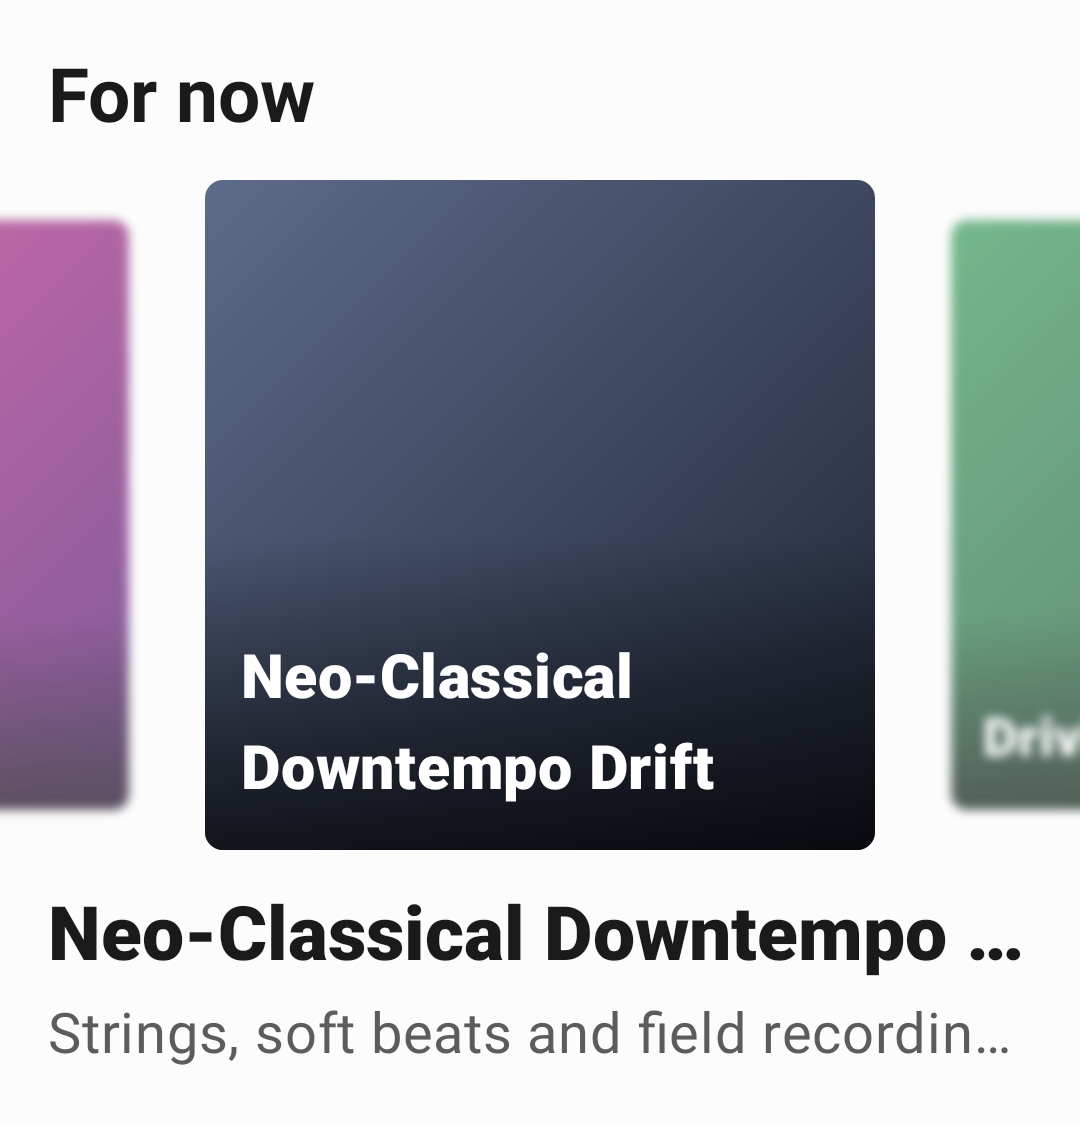 For now
Neo-Classical
Downtempo Drift
Neo-Classical Downtempo …
Strings, soft beats and field recordin…